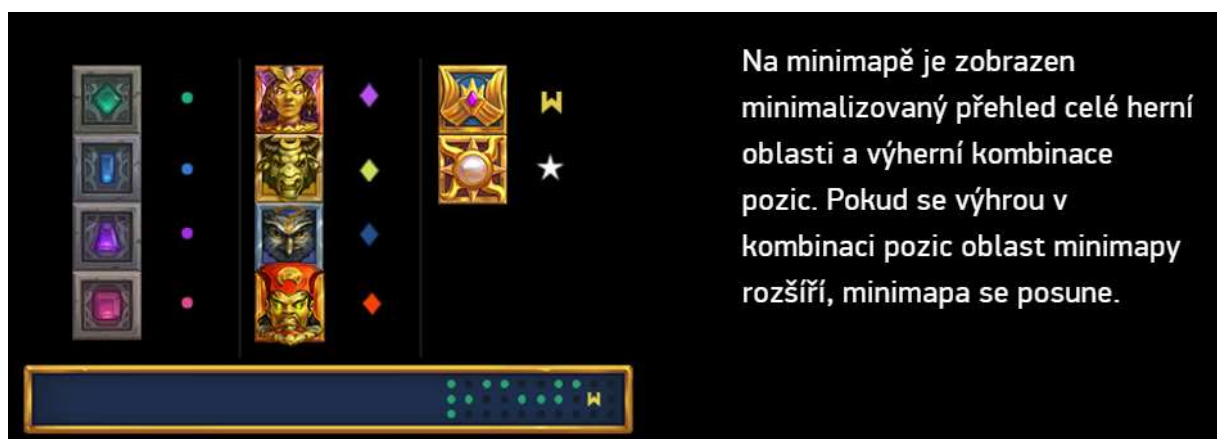 Na minimapě je zobrazen
minimalizovaný přehled celé herní
oblasti a výherní kombinace
pozic. Pokud se výhrou v
kombinaci pozic oblast minimapy
rozšíří, minimapa se posune.
W
W